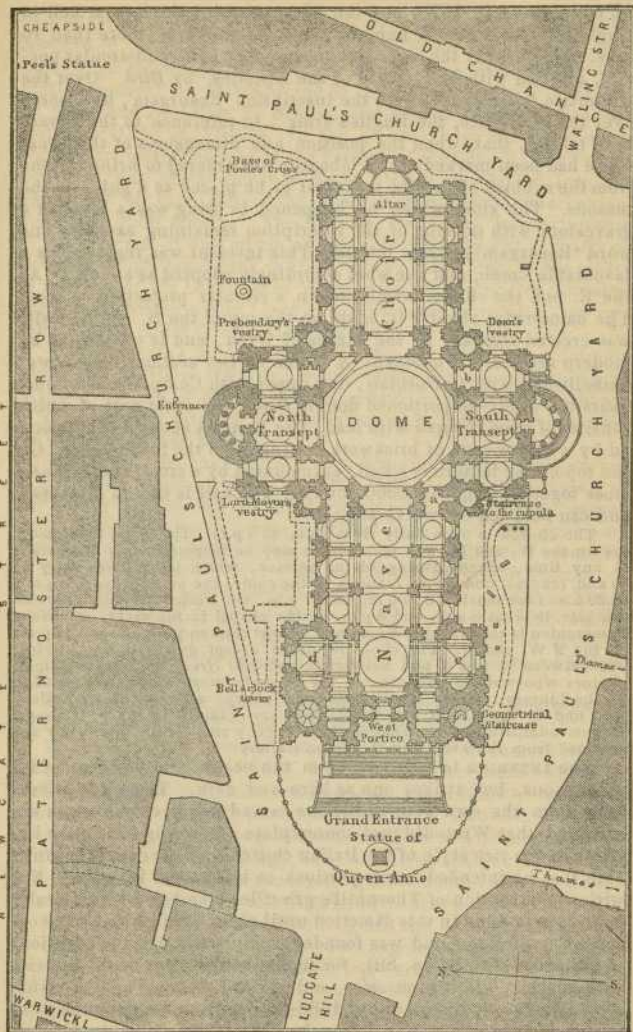 CHEAPSIDE
Peel's Statue
OLD CHANGE
WATLING STR
SAINT PAUL'S CHURCH YARD
Base of
Powle's Cross
Altar
Choir
Fountain
Prebendary's
vestry
Dean's
vestry
b
Entrance
North
Transept
DOME
South
Transept
Lord Mayor's
vestry
a
Staircase
to the cupola
Nave
d
c
Bell & clock
tower
Geometrical
Staircase
West
Portico
Grand Entrance
Statue of
Queen Anne
SAINT PAUL'S CHURCH YARD
SAINT PAUL'S CHURCH YARD
NEWGATE STREET
PATERNOSTER ROW
Thames
Thames
N.
S.
WARWICK L
LUDGATE
HILL